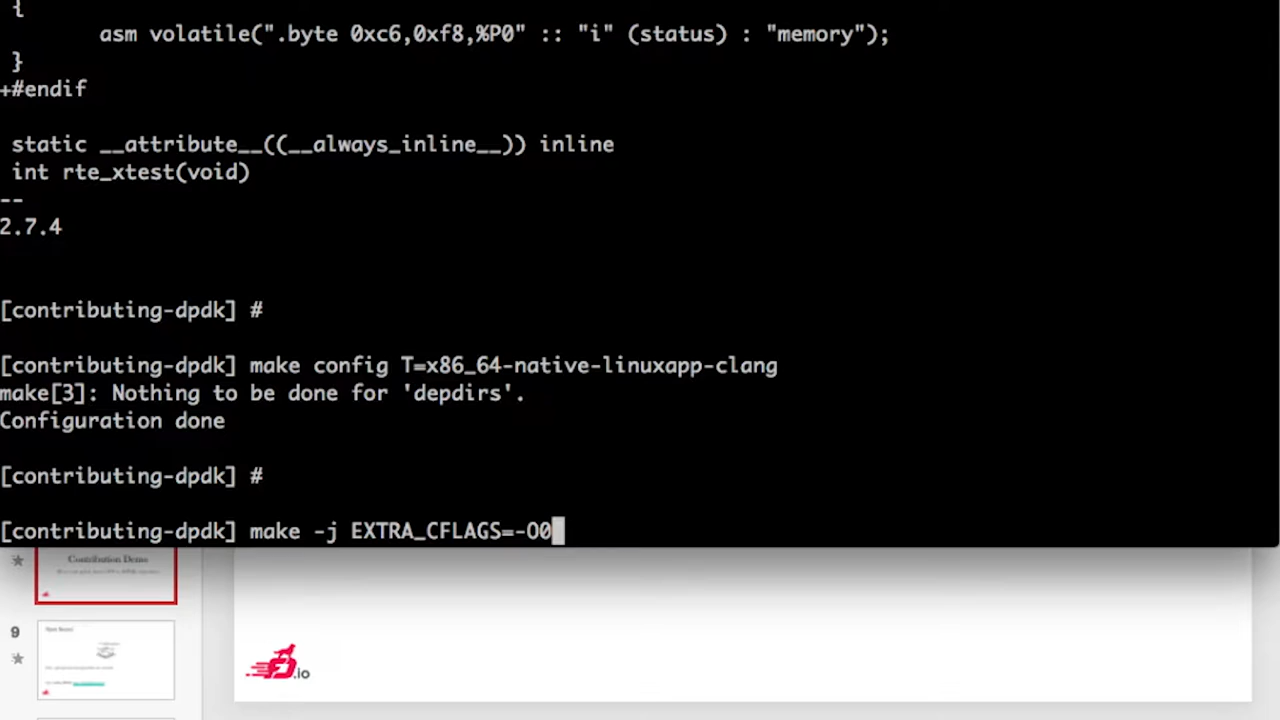 {
asm volatile(".byte 0xc6,0xf8,%P0" :: "i" (status) : "memory");
}
+#endif
static __attribute__((__always_inline__)) inline
int rte_xtest(void)
--
2.7.4
[contributing-dpdk] #
[contributing-dpdk] make config T=x86_64-native-linuxapp-clang
make[3]: Nothing to be done for 'depdirs'.
Configuration done
[contributing-dpdk] #
[contributing-dpdk] make -j EXTRA_CFLAGS=-O0
Contribution Demo
9
.io